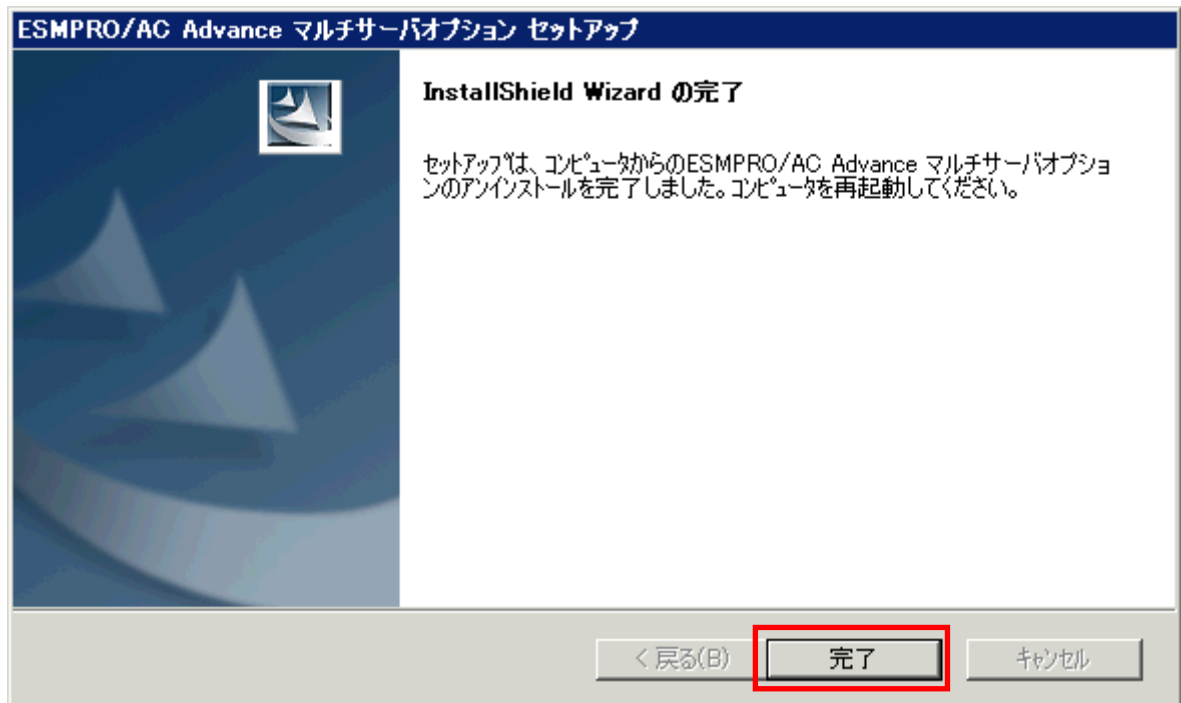 ESMPRO/AC Advance マルチサーバオプション セットアップ
InstallShield Wizard の完了
セットアップは、コンピュータからのESMPRO/AC Advance マルチサーバオプショ
ンのアンインストールを完了しました。コンピュータを再起動してください。
< 戻る(B)
完了
キャンセル